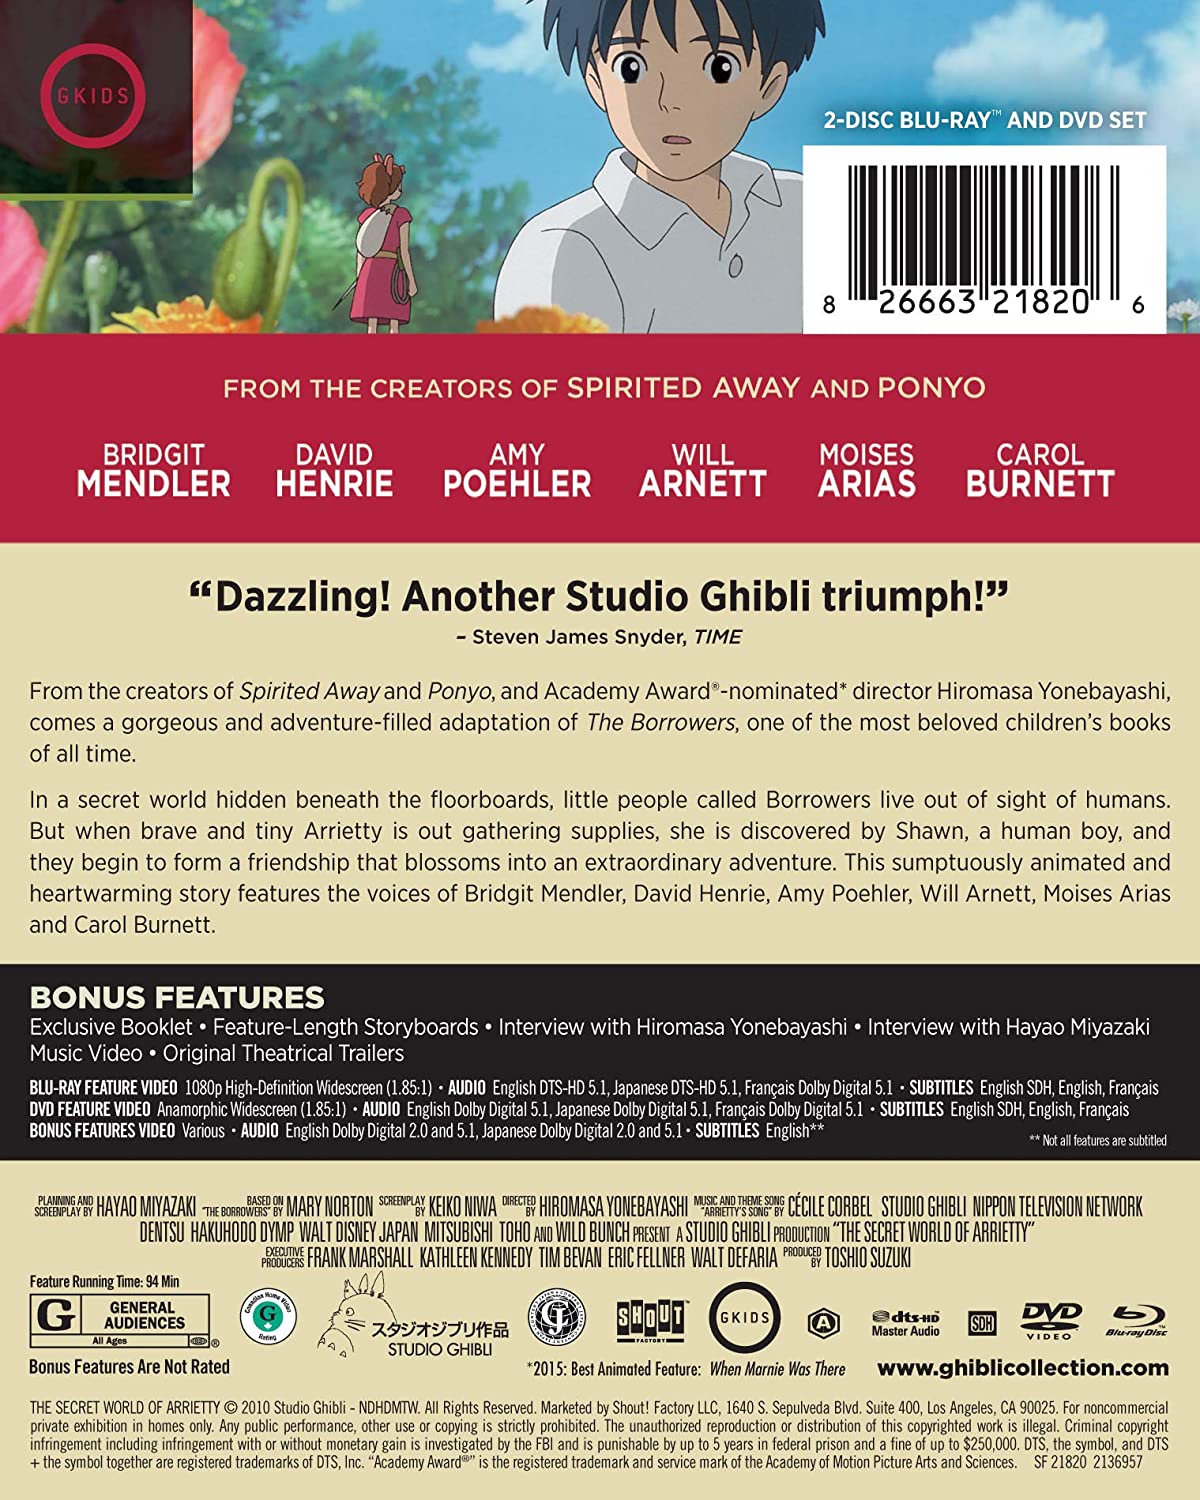 GKIDS
2-DISC BLU-RAY™ AND DVD SET
8 26663 21820 6
FROM THE CREATORS OF SPIRITED AWAY AND PONYO
BRIDGIT MENDLER
DAVID HENRIE
AMY POEHLER
WILL ARNETT
MOISES ARIAS
CAROL BURNETT
“Dazzling! Another Studio Ghibli triumph!”
– Steven James Snyder, TIME
From the creators of Spirited Away and Ponyo, and Academy Award®-nominated* director Hiromasa Yonebayashi,
comes a gorgeous and adventure-filled adaptation of The Borrowers, one of the most beloved children’s books
of all time.
In a secret world hidden beneath the floorboards, little people called Borrowers live out of sight of humans.
But when brave and tiny Arrietty is out gathering supplies, she is discovered by Shawn, a human boy, and
they begin to form a friendship that blossoms into an extraordinary adventure. This sumptuously animated and
heartwarming story features the voices of Bridgit Mendler, David Henrie, Amy Poehler, Will Arnett, Moises Arias
and Carol Burnett.
BONUS FEATURES
Exclusive Booklet • Feature-Length Storyboards • Interview with Hiromasa Yonebayashi • Interview with Hayao Miyazaki
Music Video • Original Theatrical Trailers
BLU-RAY FEATURE VIDEO 1080p High-Definition Widescreen (1.85:1) • AUDIO English DTS-HD 5.1, Japanese DTS-HD 5.1, Français Dolby Digital 5.1 • SUBTITLES English SDH, English, Français
DVD FEATURE VIDEO Anamorphic Widescreen (1.85:1) • AUDIO English Dolby Digital 5.1, Japanese Dolby Digital 5.1, Français Dolby Digital 5.1 • SUBTITLES English SDH, English, Français
BONUS FEATURES VIDEO Various • AUDIO English Dolby Digital 2.0 and 5.1, Japanese Dolby Digital 2.0 and 5.1 • SUBTITLES English**
** Not all features are subtitled
PLANNING AND SCREENPLAY BY HAYAO MIYAZAKI BASED ON "THE BORROWERS" BY MARY NORTON SCREENPLAY BY KEIKO NIWA DIRECTED BY HIROMASA YONEBAYASHI MUSIC AND THEME SONG "ARRIETTY'S SONG" BY CÉCILE CORBEL STUDIO GHIBLI NIPPON TELEVISION NETWORK
DENTSU HAKUHODO DYMP WALT DISNEY JAPAN MITSUBISHI TOHO AND WILD BUNCH PRESENT A STUDIO GHIBLI PRODUCTION “THE SECRET WORLD OF ARRIETTY”
EXECUTIVE PRODUCERS FRANK MARSHALL KATHLEEN KENNEDY TIM BEVAN ERIC FELLNER WALT DEFARIA PRODUCED BY TOSHIO SUZUKI
Feature Running Time: 94 Min
G GENERAL AUDIENCES
All Ages ®
Bonus Features Are Not Rated
Canadian Home Video
G
Rating
スタジオジブリ作品
STUDIO GHIBLI
SHOUT
FACTORY
GKIDS
A
dts-HD
Master Audio
SDH
DVD
VIDEO
Blu-ray Disc
*2015: Best Animated Feature: When Marnie Was There
www.ghiblicollection.com
THE SECRET WORLD OF ARRIETTY © 2010 Studio Ghibli - NDHDMTW. All Rights Reserved. Marketed by Shout! Factory LLC, 1640 S. Sepulveda Blvd. Suite 400, Los Angeles, CA 90025. For noncommercial
private exhibition in homes only. Any public performance, other use or copying is strictly prohibited. The unauthorized reproduction or distribution of this copyrighted work is illegal. Criminal copyright
infringement including infringement with or without monetary gain is investigated by the FBI and is punishable by up to 5 years in federal prison and a fine of up to $250,000. DTS, the symbol, and DTS
+ the symbol together are registered trademarks of DTS, Inc. “Academy Award®” is the registered trademark and service mark of the Academy of Motion Picture Arts and Sciences. SF 21820 2136957